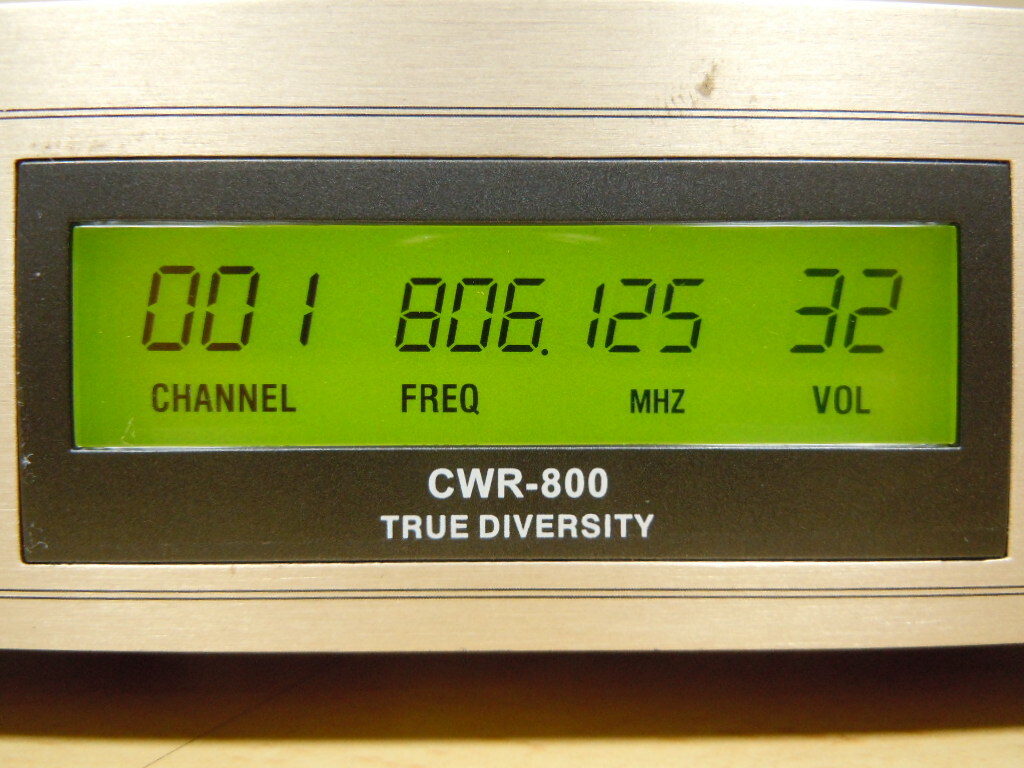 001 806.125 32
CHANNEL FREQ MHZ VOL
CWR-800
TRUE DIVERSITY